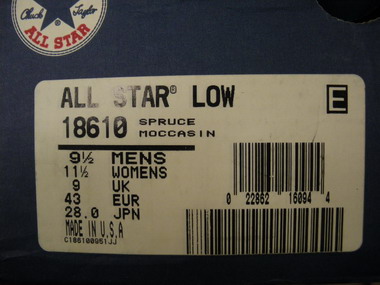 Chuck Taylor
ALL STAR
ALL STAR® LOW
E
18610 SPRUCE
MOCCASIN
9½ MENS
11½ WOMENS
9 UK
43 EUR
28.0 JPN
MADE IN U.S.A
C186100951JJ
0 22862 16094 4